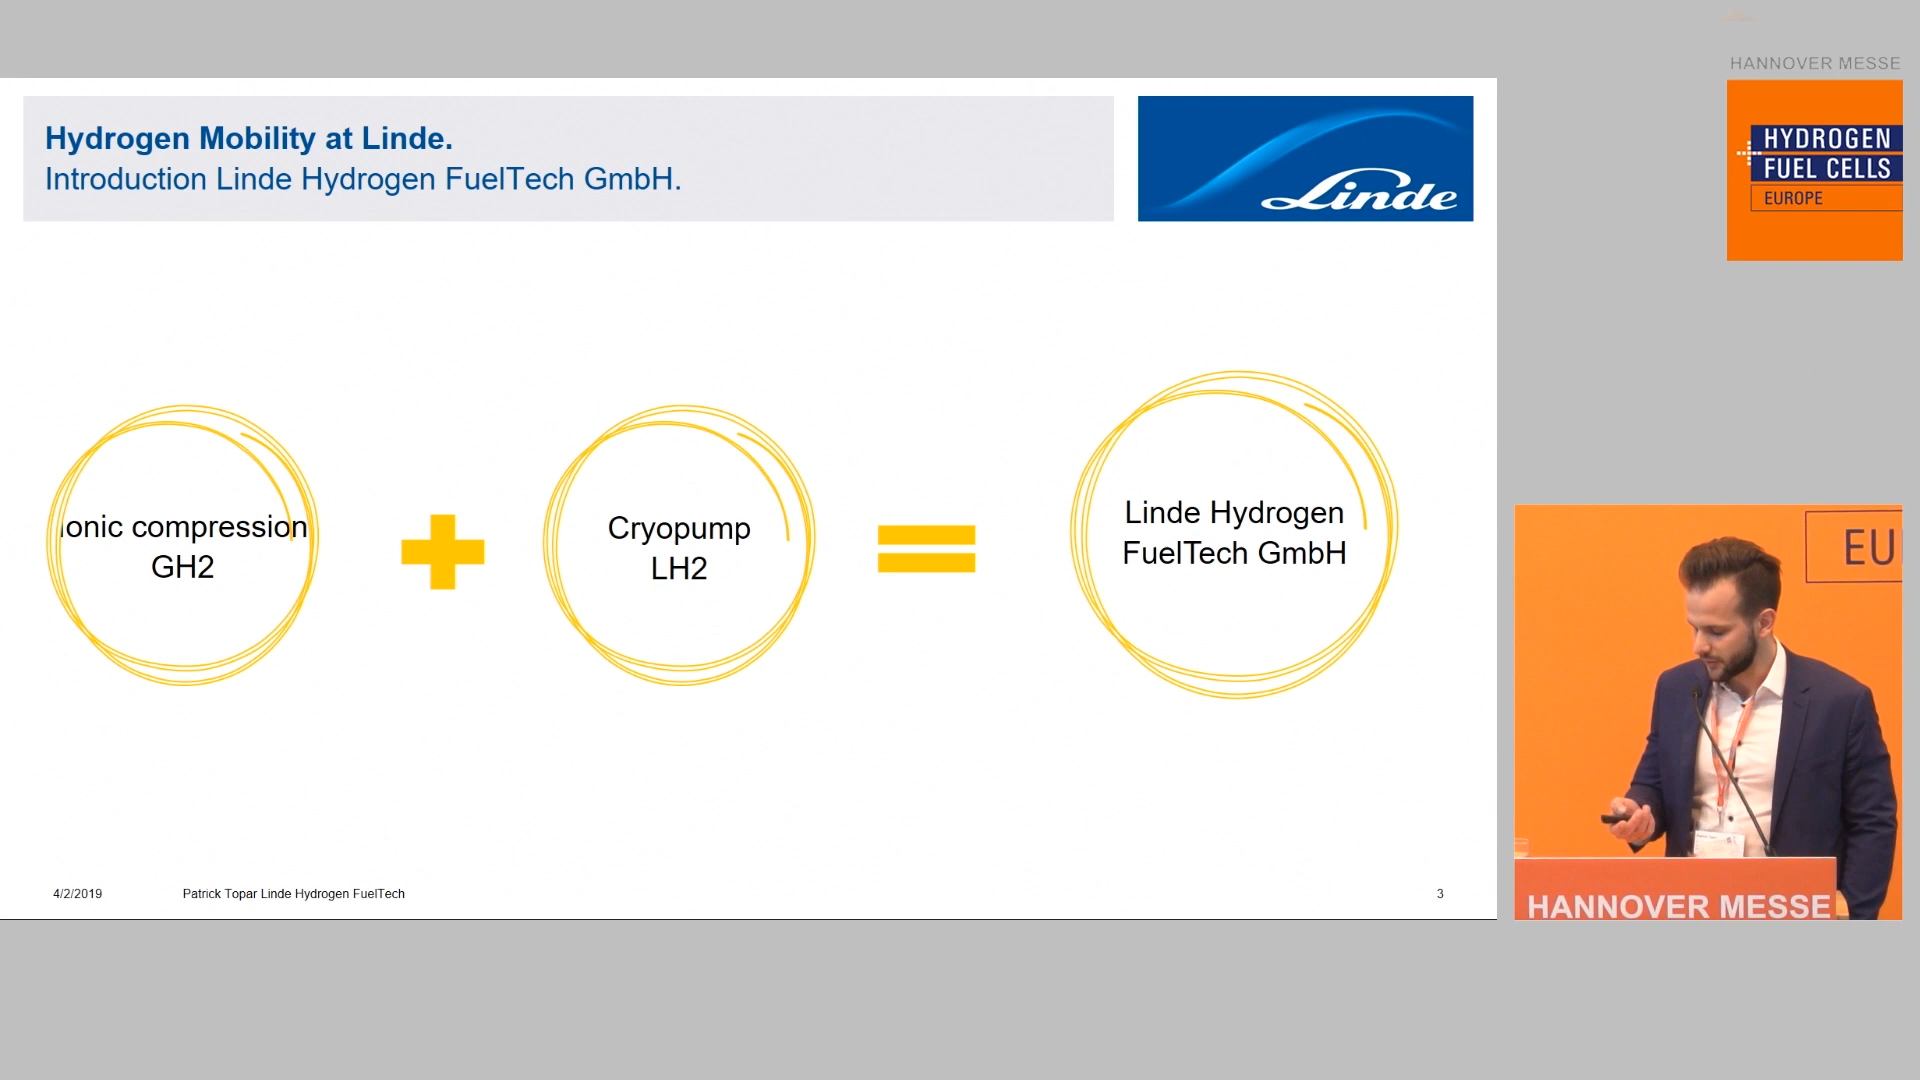 HANNOVER MESSE
Hydrogen Mobility at Linde.
Introduction Linde Hydrogen FuelTech GmbH.
Linde
HYDROGEN
FUEL CELLS
EUROPE
Ionic compression
GH2
Cryopump
LH2
Linde Hydrogen
FuelTech GmbH
EU
4/2/2019
Patrick Topar Linde Hydrogen FuelTech
3
HANNOVER MESSE